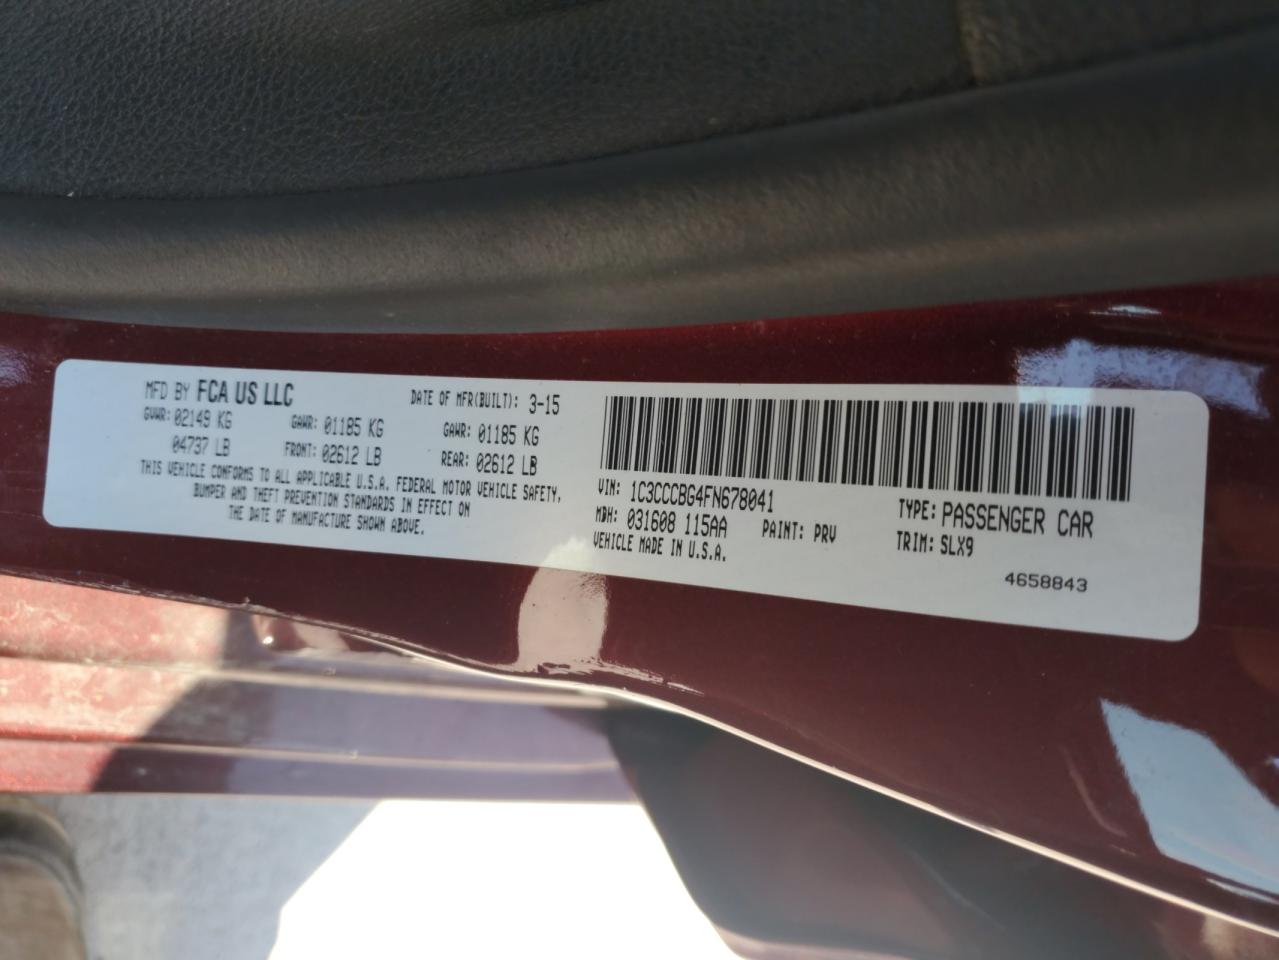 MFD BY FCA US LLC DATE OF MFR(BUILT): 3-15
GVWR: 02149 KG GAWR: 01185 KG GAWR: 01185 KG
04737 LB FRONT: 02612 LB REAR: 02612 LB
THIS VEHICLE CONFORMS TO ALL APPLICABLE U.S.A. FEDERAL MOTOR VEHICLE SAFETY,
BUMPER AND THEFT PREVENTION STANDARDS IN EFFECT ON
THE DATE OF MANUFACTURE SHOWN ABOVE.
VIN: 1C3CCCBG4FN678041 TYPE: PASSENGER CAR
MDH: 031608 115AA PAINT: PRV TRIM: SLX9
VEHICLE MADE IN U.S.A.
4658843